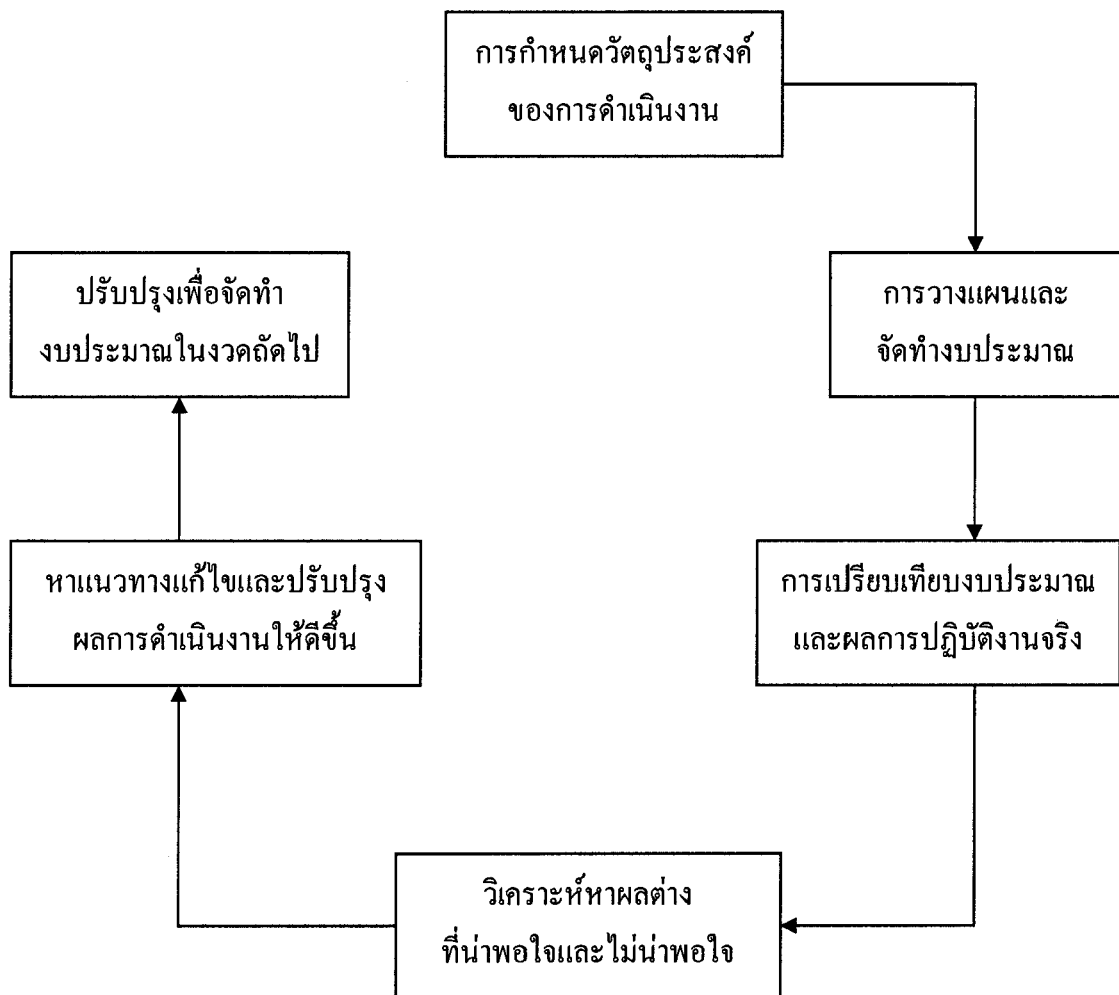 การกำหนดวัตถุประสงค์
ของการดำเนินงาน
การวางแผนและ
จัดทำงบประมาณ
การเปรียบเทียบงบประมาณ
และผลการปฏิบัติงานจริง
วิเคราะห์หาผลต่าง
ที่น่าพอใจและไม่น่าพอใจ
หาแนวทางแก้ไขและปรับปรุง
ผลการดำเนินงานให้ดีขึ้น
ปรับปรุงเพื่อจัดทำ
งบประมาณในงวดถัดไป